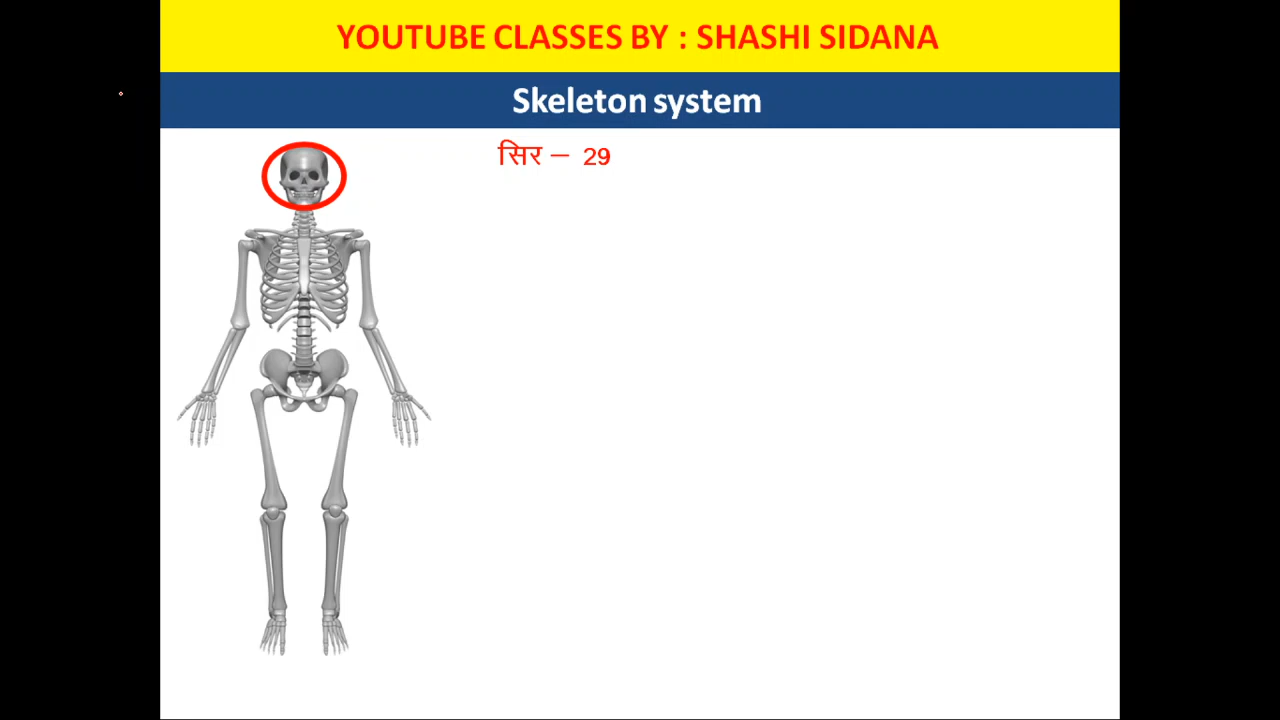 YOUTUBE CLASSES BY : SHASHI SIDANA
Skeleton system
सिर – 29